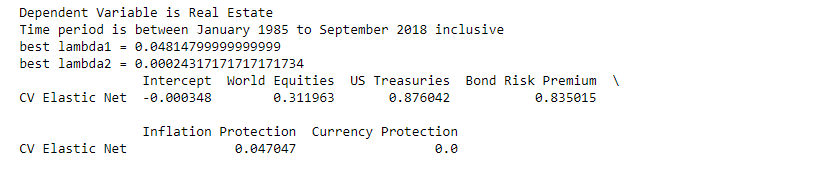 Dependent Variable is Real Estate
Time period is between January 1985 to September 2018 inclusive
best lambda1 = 0.04814799999999999
best lambda2 = 0.00024317171717171734
Intercept World Equities US Treasuries Bond Risk Premium \
CV Elastic Net -0.000348 0.311963 0.876042 0.835015
Inflation Protection Currency Protection
CV Elastic Net 0.047047 0.0